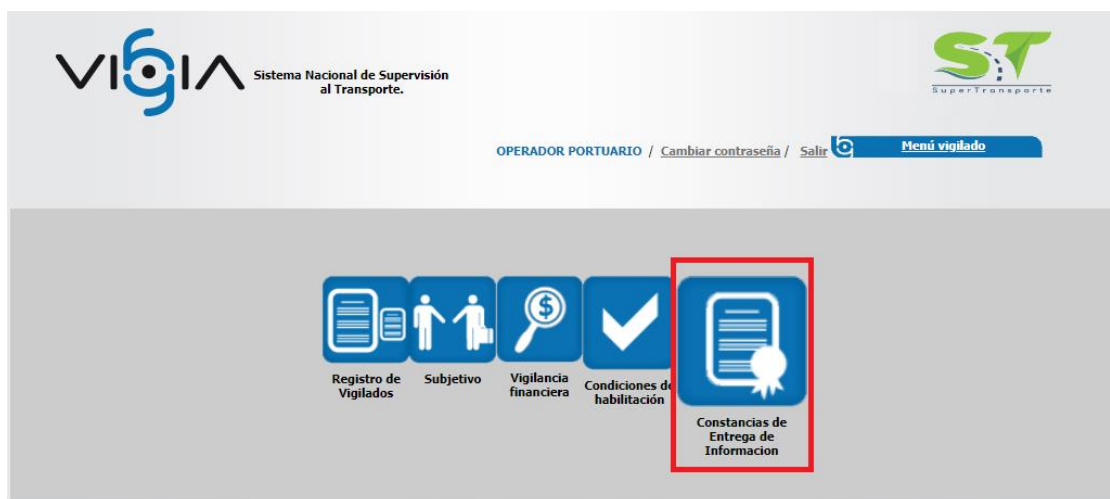 VIGIA
Sistema Nacional de Supervisión
al Transporte.
ST
SuperTransporte
OPERADOR PORTUARIO / Cambiar contraseña / Salir
Menú vigilado
Registro de
Vigilados
Subjetivo
Vigilancia
financiera
Condiciones de
habilitación
Constancias de
Entrega de
Informacion